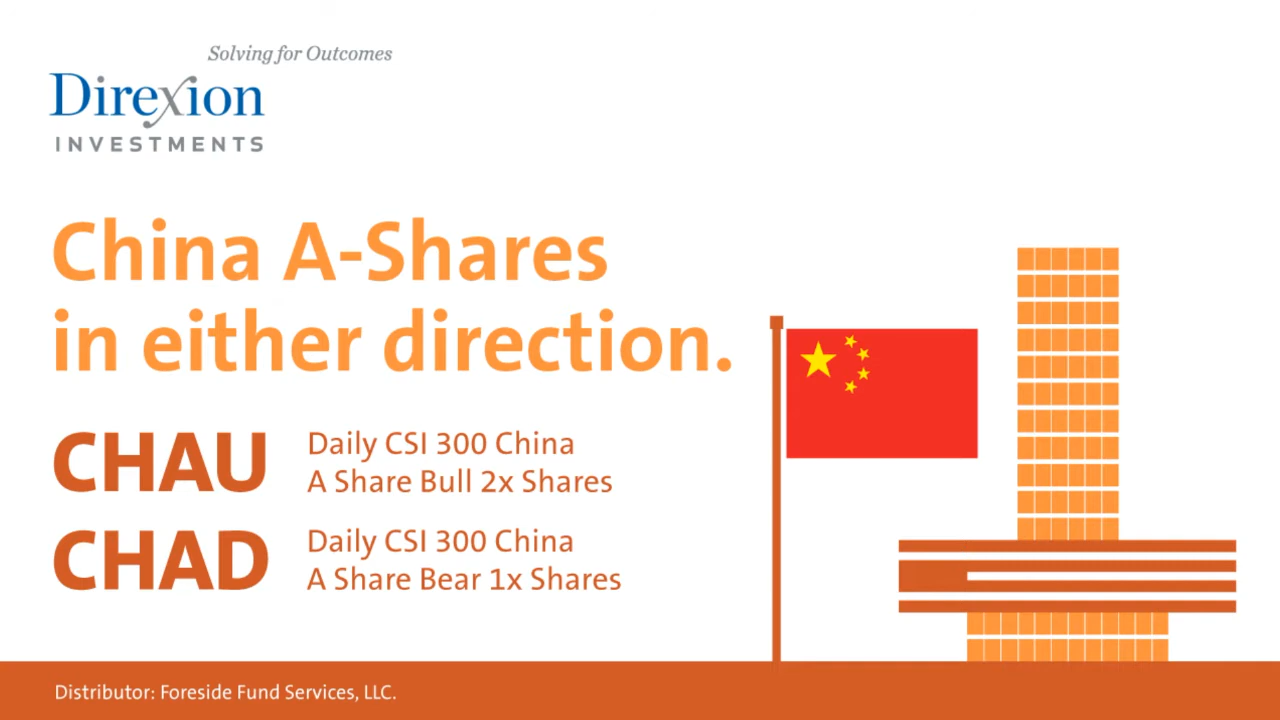 Solving for Outcomes
Direxion
INVESTMENTS
China A-Shares
in either direction.
CHAU
Daily CSI 300 China
A Share Bull 2x Shares
CHAD
Daily CSI 300 China
A Share Bear 1x Shares
Distributor: Foreside Fund Services, LLC.